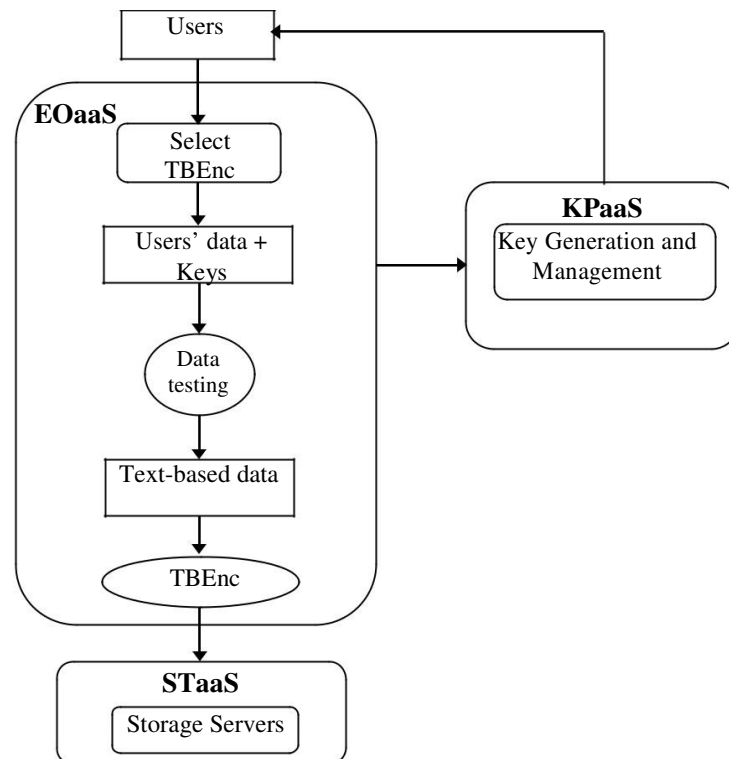 Users
EOaaS
Select
TBEnc
Users’ data +
Keys
Data
testing
Text-based data
TBEnc
KPaaS
Key Generation and
Management
STaaS
Storage Servers